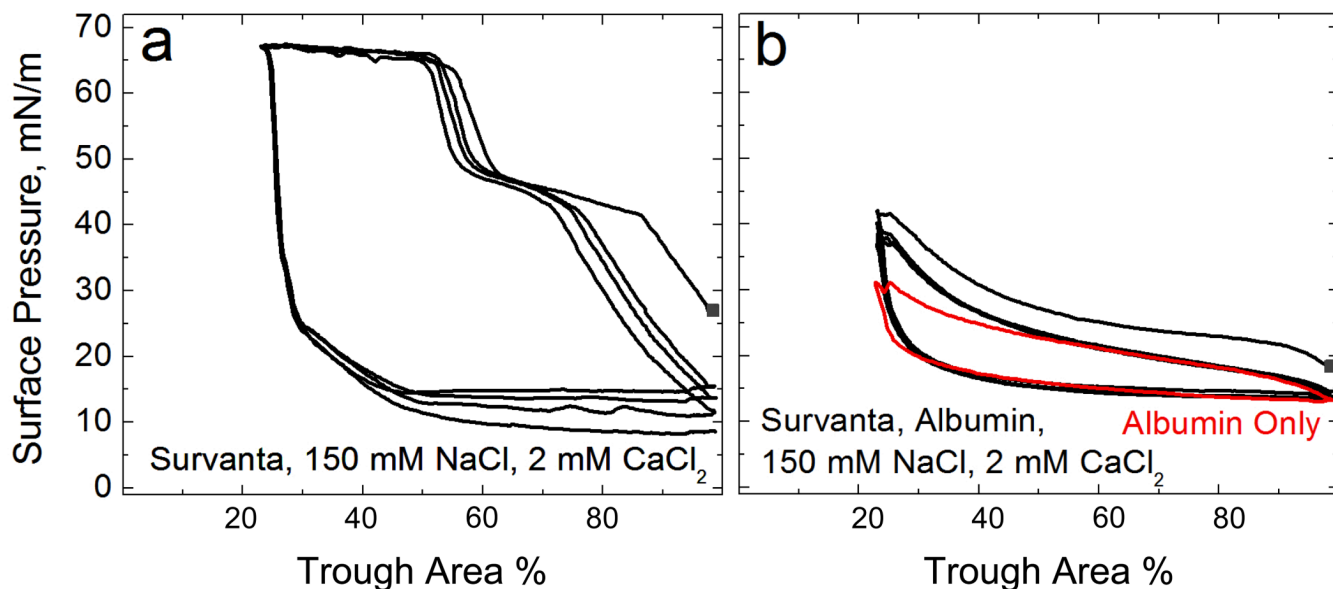 a
b
Surface Pressure, mN/m
70
60
50
40
30
20
10
0
Survanta, 150 mM NaCl, 2 mM CaCl₂
20
40
60
80
Trough Area %
Survanta, Albumin,
150 mM NaCl, 2 mM CaCl₂
Albumin Only
20
40
60
80
Trough Area %